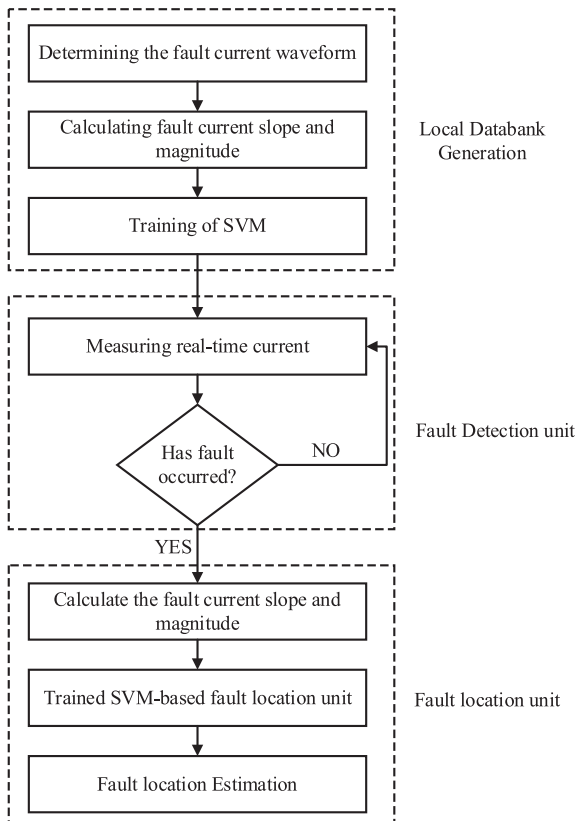 Determining the fault current waveform
Calculating fault current slope and
magnitude
Training of SVM
Local Databank
Generation
Measuring real-time current
Has fault
occurred?
NO
Fault Detection unit
YES
Calculate the fault current slope and
magnitude
Trained SVM-based fault location unit
Fault location Estimation
Fault location unit